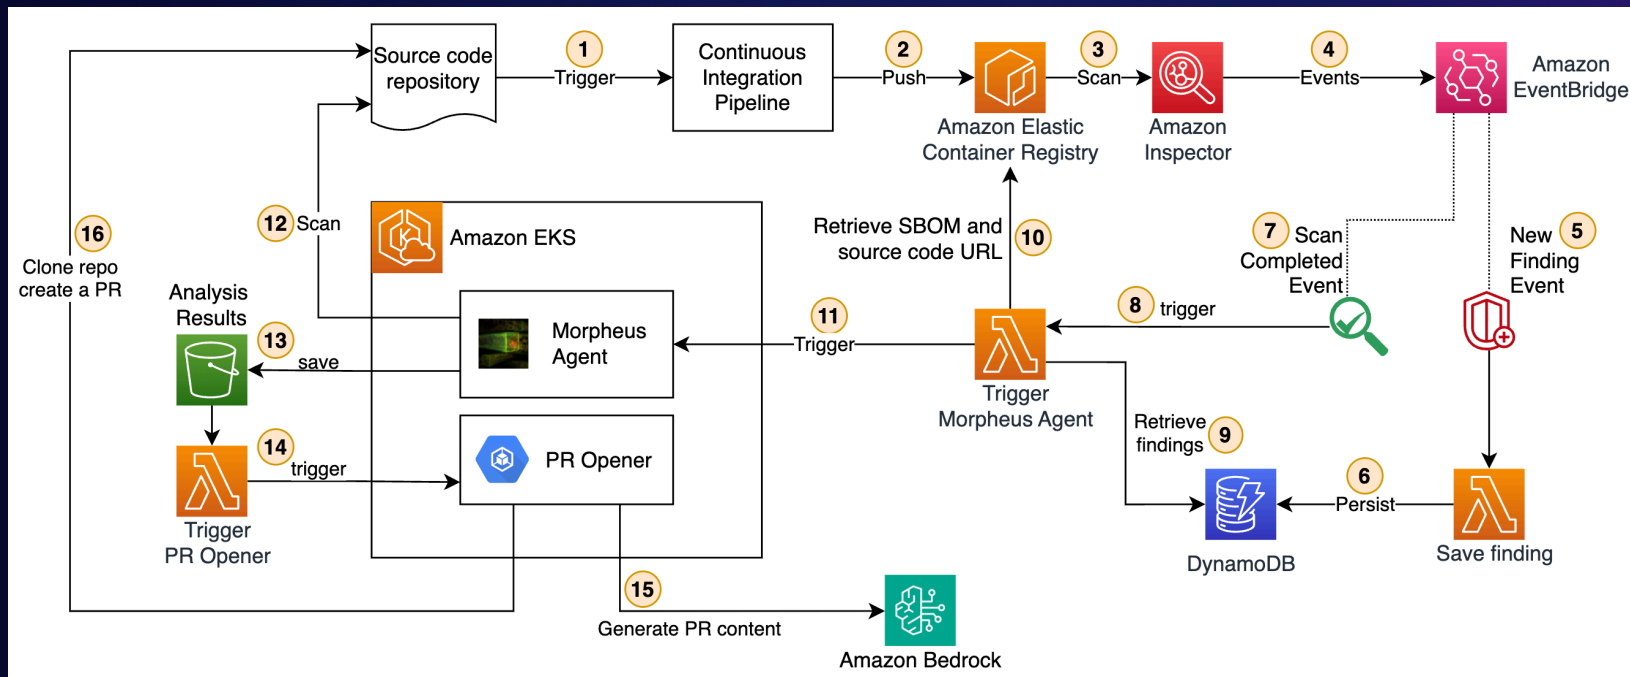 Source code
repository
1
Trigger
Continuous
Integration
Pipeline
2
Push
Amazon Elastic
Container Registry
3
Scan
Amazon
Inspector
4
Events
Amazon
EventBridge
5
New
Finding
Event
7
Scan
Completed
Event
10
Retrieve SBOM and
source code URL
12
Scan
16
Clone repo
create a PR
Amazon EKS
Morpheus
Agent
11
Trigger
8
trigger
Trigger
Morpheus Agent
Analysis
Results
13
save
14
trigger
Trigger
PR Opener
PR Opener
9
Retrieve
findings
6
Persist
DynamoDB
Save finding
15
Generate PR content
Amazon Bedrock